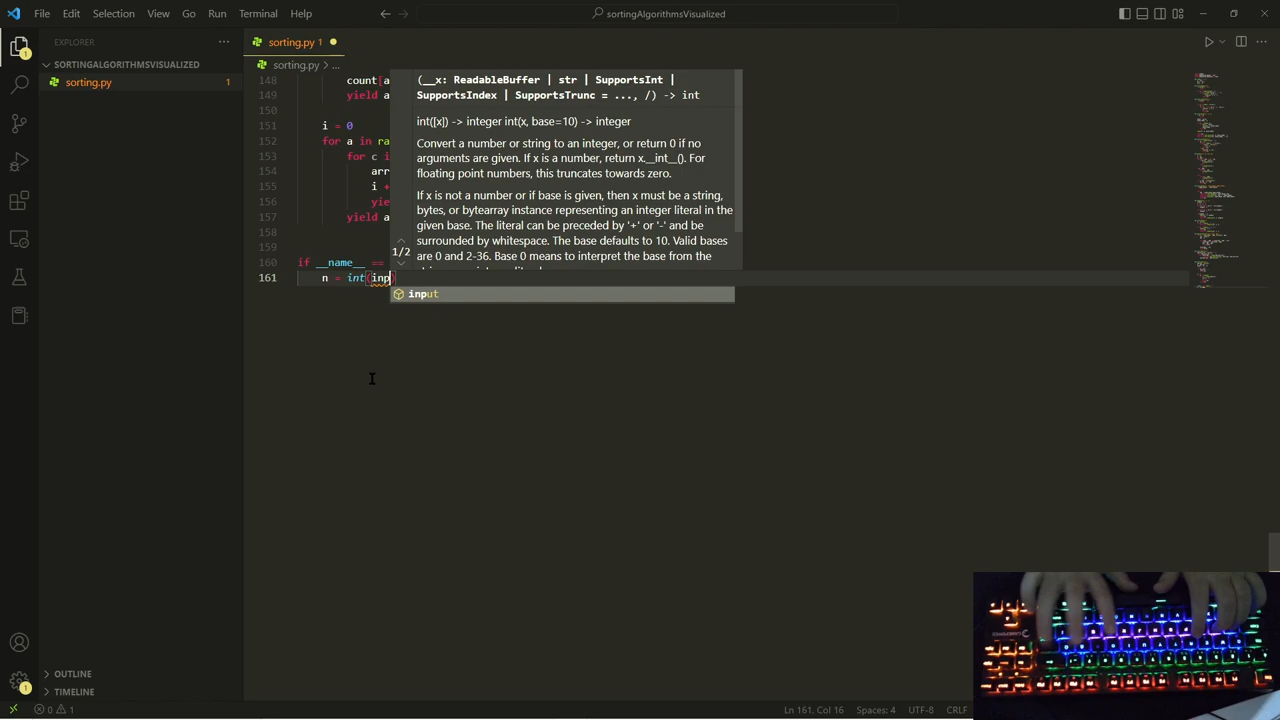 File Edit Selection View Go Run Terminal Help
sortingAlgorithmsVisualized
EXPLORER
SORTINGALGORITHMSVISUALIZED
sorting.py 1
OUTLINE
TIMELINE
sorting.py 1
sorting.py > ...
148 count[a
149 yield a
150
151 i = 0
152 for a in ra
153 for c i
154 arr
155 i +
156 yie
157 yield a
158
159
160 if __name__ ==
161 n = int(inp)
(__x: ReadableBuffer | str | SupportsInt |
SupportsIndex | SupportsTrunc = ..., /) -> int
int([x]) -> integer int(x, base=10) -> integer
Convert a number or string to an integer, or return 0 if no
arguments are given. If x is a number, return x.__int__(). For
floating point numbers, this truncates towards zero.
If x is not a number or if base is given, then x must be a string,
bytes, or bytearray instance representing an integer literal in the
given base. The literal can be preceded by '+' or '-' and be
surrounded by whitespace. The base defaults to 10. Valid bases
are 0 and 2-36. Base 0 means to interpret the base from the
1/2
input
0 1
Ln 161, Col 16 Spaces: 4 UTF-8 CRLF